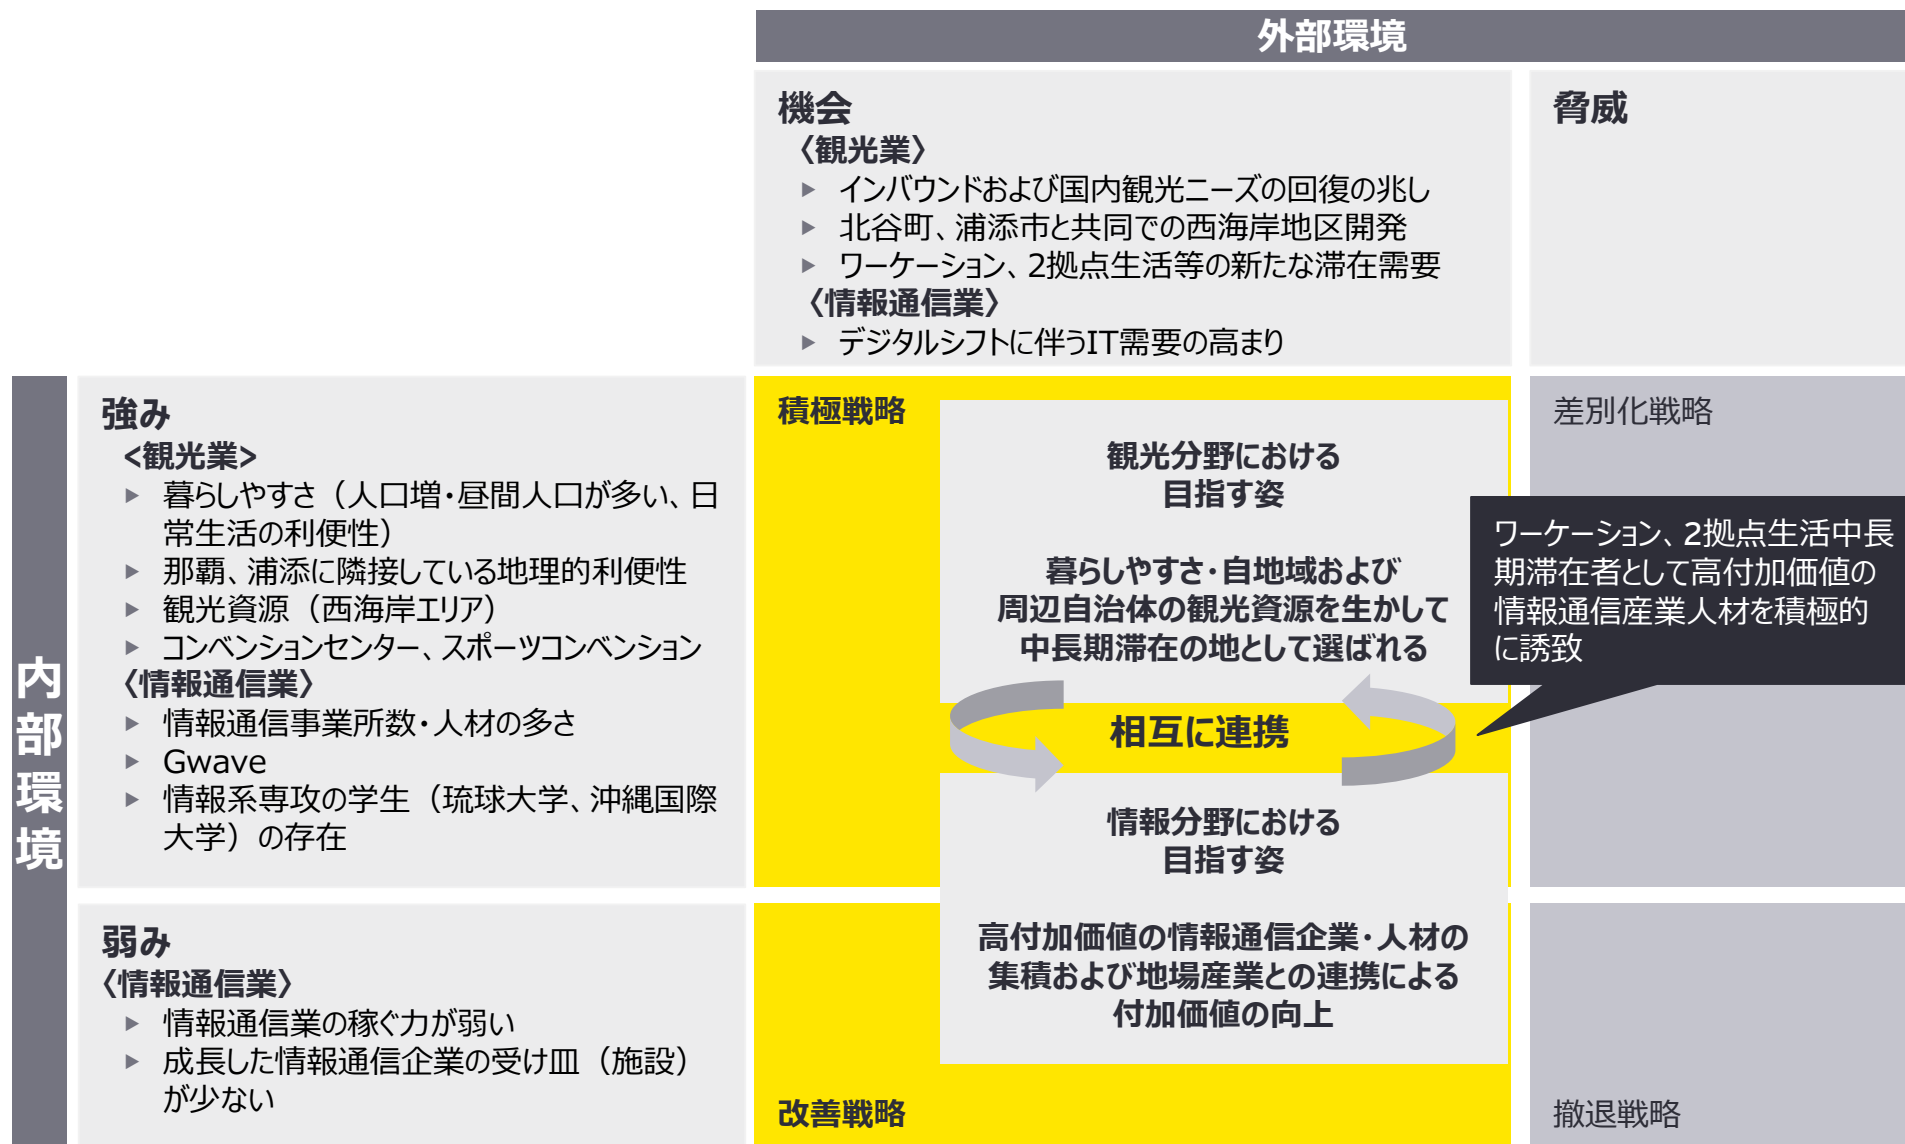 外部環境
機会
〈観光業〉
▶ インバウンドおよび国内観光ニーズの回復の兆し
▶ 北谷町、浦添市と共同での西海岸地区開発
▶ ワーケーション、2拠点生活等の新たな滞在需要
〈情報通信業〉
▶ デジタルシフトに伴うIT需要の高まり
脅威
内部環境
強み
<観光業>
▶ 暮らしやすさ（人口増・昼間人口が多い、日
常生活の利便性）
▶ 那覇、浦添に隣接している地理的利便性
▶ 観光資源（西海岸エリア）
▶ コンベンションセンター、スポーツコンベンション
〈情報通信業〉
▶ 情報通信事業所数・人材の多さ
▶ Gwave
▶ 情報系専攻の学生（琉球大学、沖縄国際
大学）の存在
積極戦略
観光分野における
目指す姿
暮らしやすさ・自地域および
周辺自治体の観光資源を生かして
中長期滞在の地として選ばれる
相互に連携
情報分野における
目指す姿
高付加価値の情報通信企業・人材の
集積および地場産業との連携による
付加価値の向上
差別化戦略
ワーケーション、2拠点生活中長
期滞在者として高付加価値の
情報通信産業人材を積極的
に誘致
弱み
〈情報通信業〉
▶ 情報通信業の稼ぐ力が弱い
▶ 成長した情報通信企業の受け皿（施設）
が少ない
改善戦略
撤退戦略